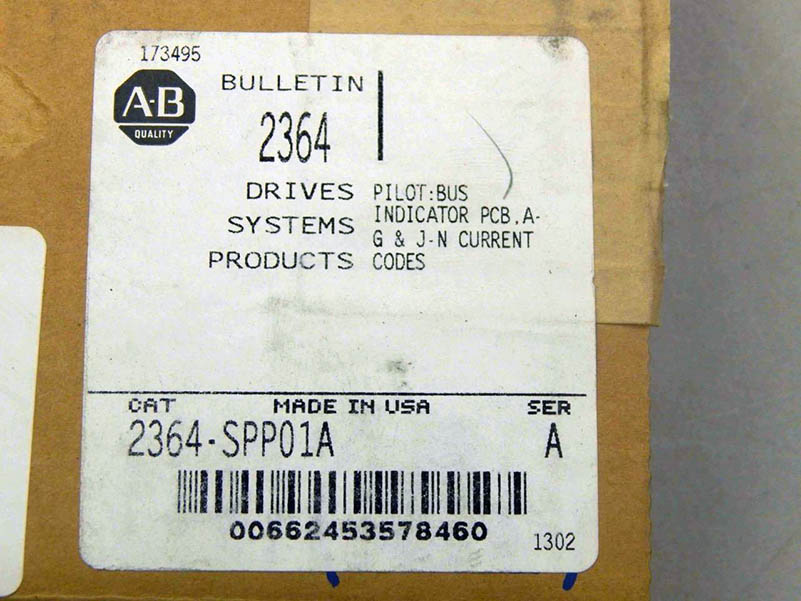 173495
A-B
QUALITY
BULLETIN
2364
DRIVES
SYSTEMS
PRODUCTS
PILOT:BUS
INDICATOR PCB,A-
G & J-N CURRENT
CODES
CAT MADE IN USA SER
2364-SPP01A A
00662453578460
1302